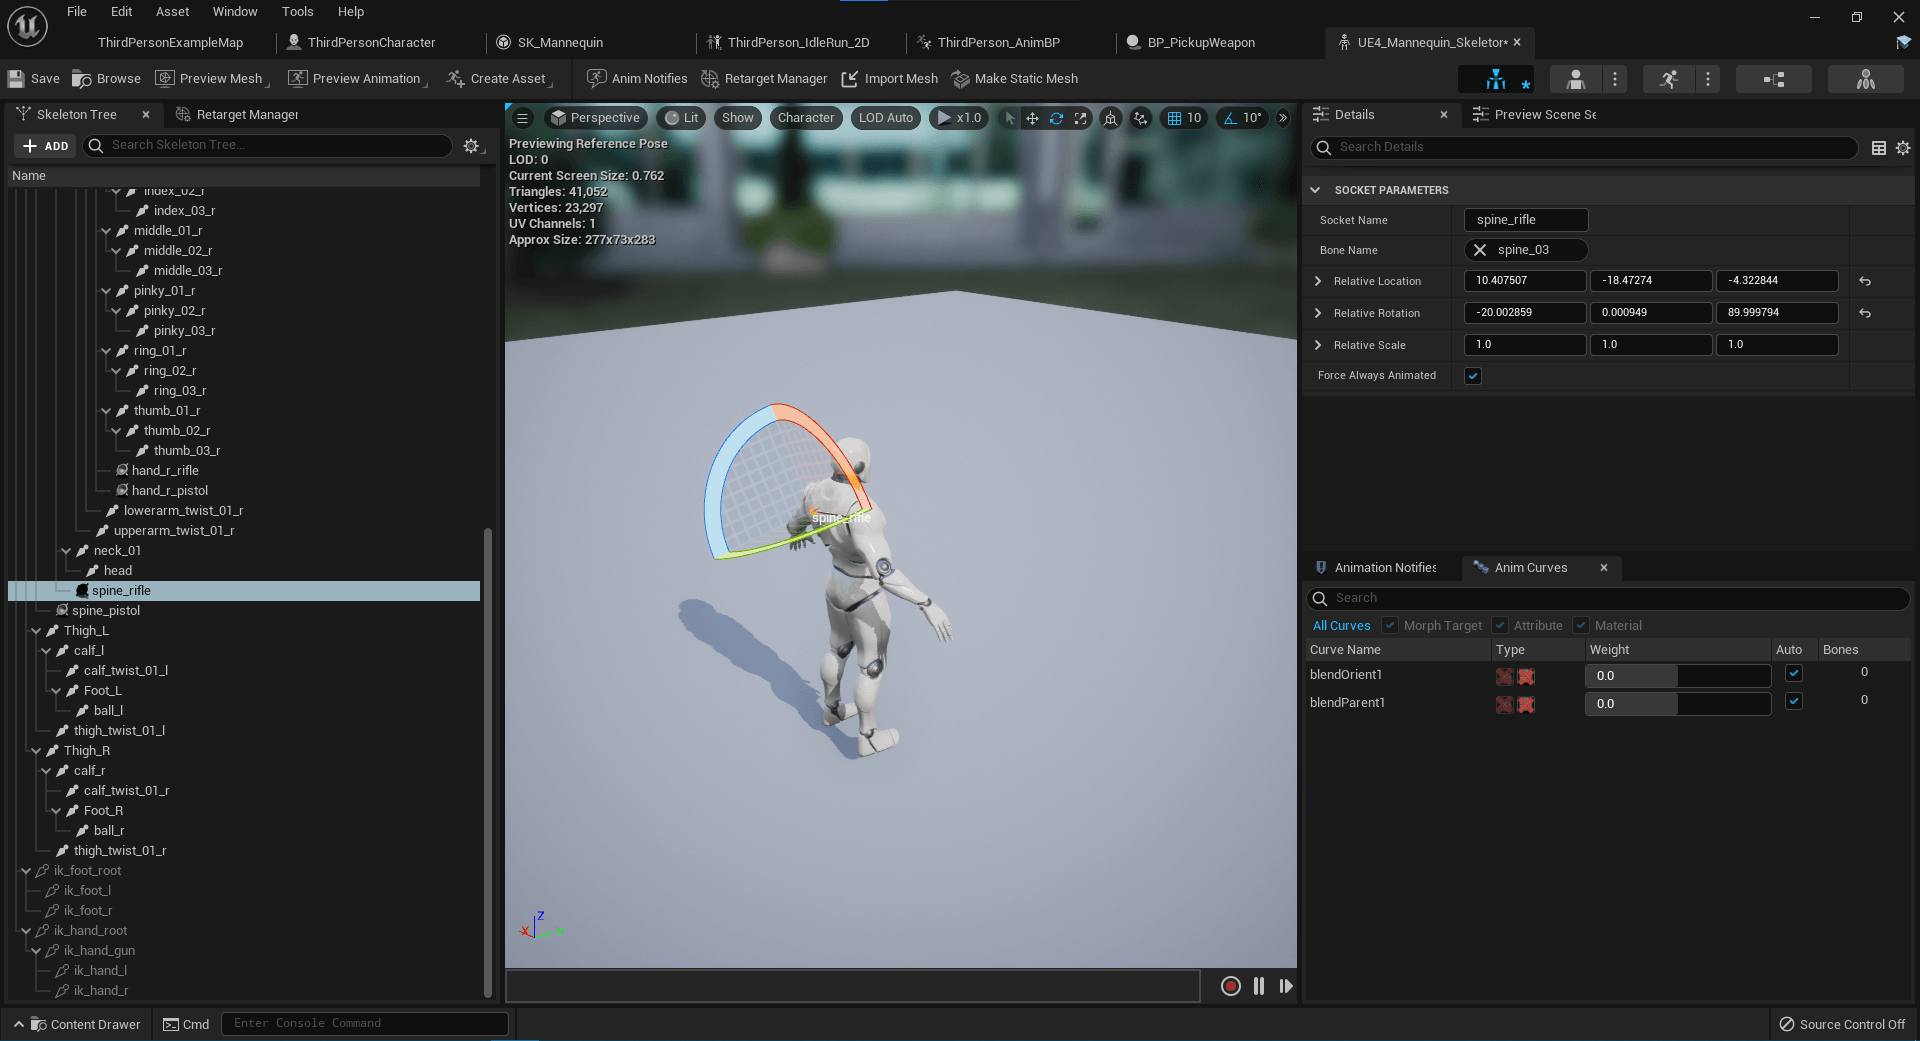 File Edit Asset Window Tools Help
ThirdPersonExampleMap ThirdPersonCharacter SK_Mannequin ThirdPerson_IdleRun_2D ThirdPerson_AnimBP BP_PickupWeapon UE4_Mannequin_Skeletor*
Save Browse Preview Mesh Preview Animation Create Asset Anim Notifies Retarget Manager Import Mesh Make Static Mesh
Skeleton Tree Retarget Manager
ADD Search Skeleton Tree...
Name
index_02_r
index_03_r
middle_01_r
middle_02_r
middle_03_r
pinky_01_r
pinky_02_r
pinky_03_r
ring_01_r
ring_02_r
ring_03_r
thumb_01_r
thumb_02_r
thumb_03_r
hand_r_rifle
hand_r_pistol
lowerarm_twist_01_r
upperarm_twist_01_r
neck_01
head
spine_rifle
spine_pistol
Thigh_L
calf_l
calf_twist_01_l
Foot_L
ball_l
thigh_twist_01_l
Thigh_R
calf_r
calf_twist_01_r
Foot_R
ball_r
thigh_twist_01_r
ik_foot_root
ik_foot_l
ik_foot_r
ik_hand_root
ik_hand_gun
ik_hand_l
ik_hand_r
Perspective Lit Show Character LOD Auto x1.0 10 10°
Previewing Reference Pose
LOD: 0
Current Screen Size: 0.762
Triangles: 41,052
Vertices: 23,297
UV Channels: 1
Approx Size: 277x73x283
spine_rifle
Z
X Y
Details Preview Scene Se
Search Details
SOCKET PARAMETERS
Socket Name spine_rifle
Bone Name spine_03
Relative Location 10.407507 -18.47274 -4.322844
Relative Rotation -20.002859 0.000949 89.999794
Relative Scale 1.0 1.0 1.0
Force Always Animated
Animation Notifies Anim Curves
Search
All Curves Morph Target Attribute Material
Curve Name Type Weight Auto Bones
blendOrient1 0.0 0
blendParent1 0.0 0
Content Drawer Cmd Enter Console Command Source Control Off